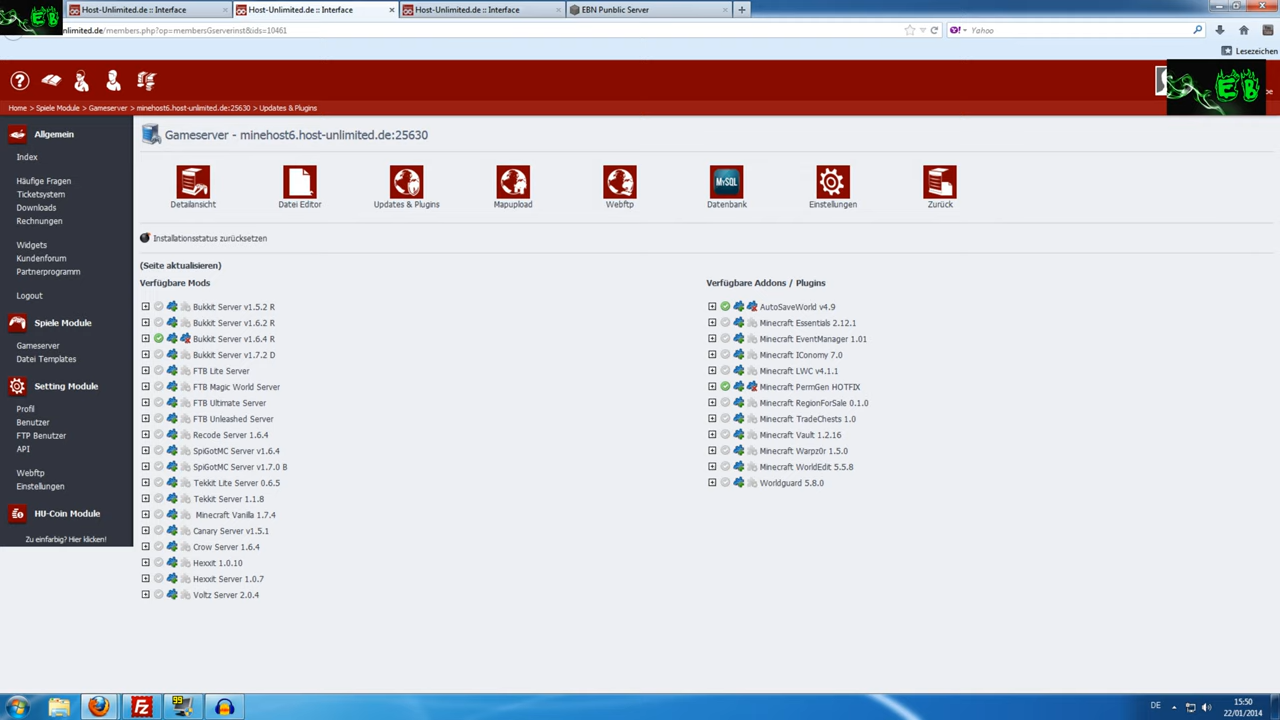 Host-Unlimited.de :: Interface
Host-Unlimited.de :: Interface
Host-Unlimited.de :: Interface
EBN Punblic Server
EB
unlimited.de/members.php?op=membersGserverinst&ids=10461
Yahoo
Lesezeichen
EB
Home > Spiele Module > Gameserver > minehost6.host-unlimited.de:25630 > Updates & Plugins
Allgemein
Index
Häufige Fragen
Ticketsystem
Downloads
Rechnungen
Widgets
Kundenforum
Partnerprogramm
Logout
Spiele Module
Gameserver
Datei Templates
Setting Module
Profil
Benutzer
FTP Benutzer
API
Webftp
Einstellungen
HU-Coin Module
Zu einfarbig? Hier klicken!
Gameserver - minehost6.host-unlimited.de:25630
Detailansicht
Datei Editor
Updates & Plugins
Mapupload
Webftp
MySQL
Datenbank
Einstellungen
Zurück
Installationsstatus zurücksetzen
(Seite aktualisieren)
Verfügbare Mods
Bukkit Server v1.5.2 R
Bukkit Server v1.6.2 R
Bukkit Server v1.6.4 R
Bukkit Server v1.7.2 D
FTB Lite Server
FTB Magic World Server
FTB Ultimate Server
FTB Unleashed Server
Recode Server 1.6.4
SpiGotMC Server v1.6.4
SpiGotMC Server v1.7.0 B
Tekkit Lite Server 0.6.5
Tekkit Server 1.1.8
Minecraft Vanilla 1.7.4
Canary Server v1.5.1
Crow Server 1.6.4
Hexxit 1.0.10
Hexxit Server 1.0.7
Voltz Server 2.0.4
Verfügbare Addons / Plugins
AutoSaveWorld v4.9
Minecraft Essentials 2.12.1
Minecraft EventManager 1.01
Minecraft IConomy 7.0
Minecraft LWC v4.1.1
Minecraft PermGen HOTFIX
Minecraft RegionForSale 0.1.0
Minecraft TradeChests 1.0
Minecraft Vault 1.2.16
Minecraft Warpz0r 1.5.0
Minecraft WorldEdit 5.5.8
Worldguard 5.8.0
99
DE
15:50
22/01/2014